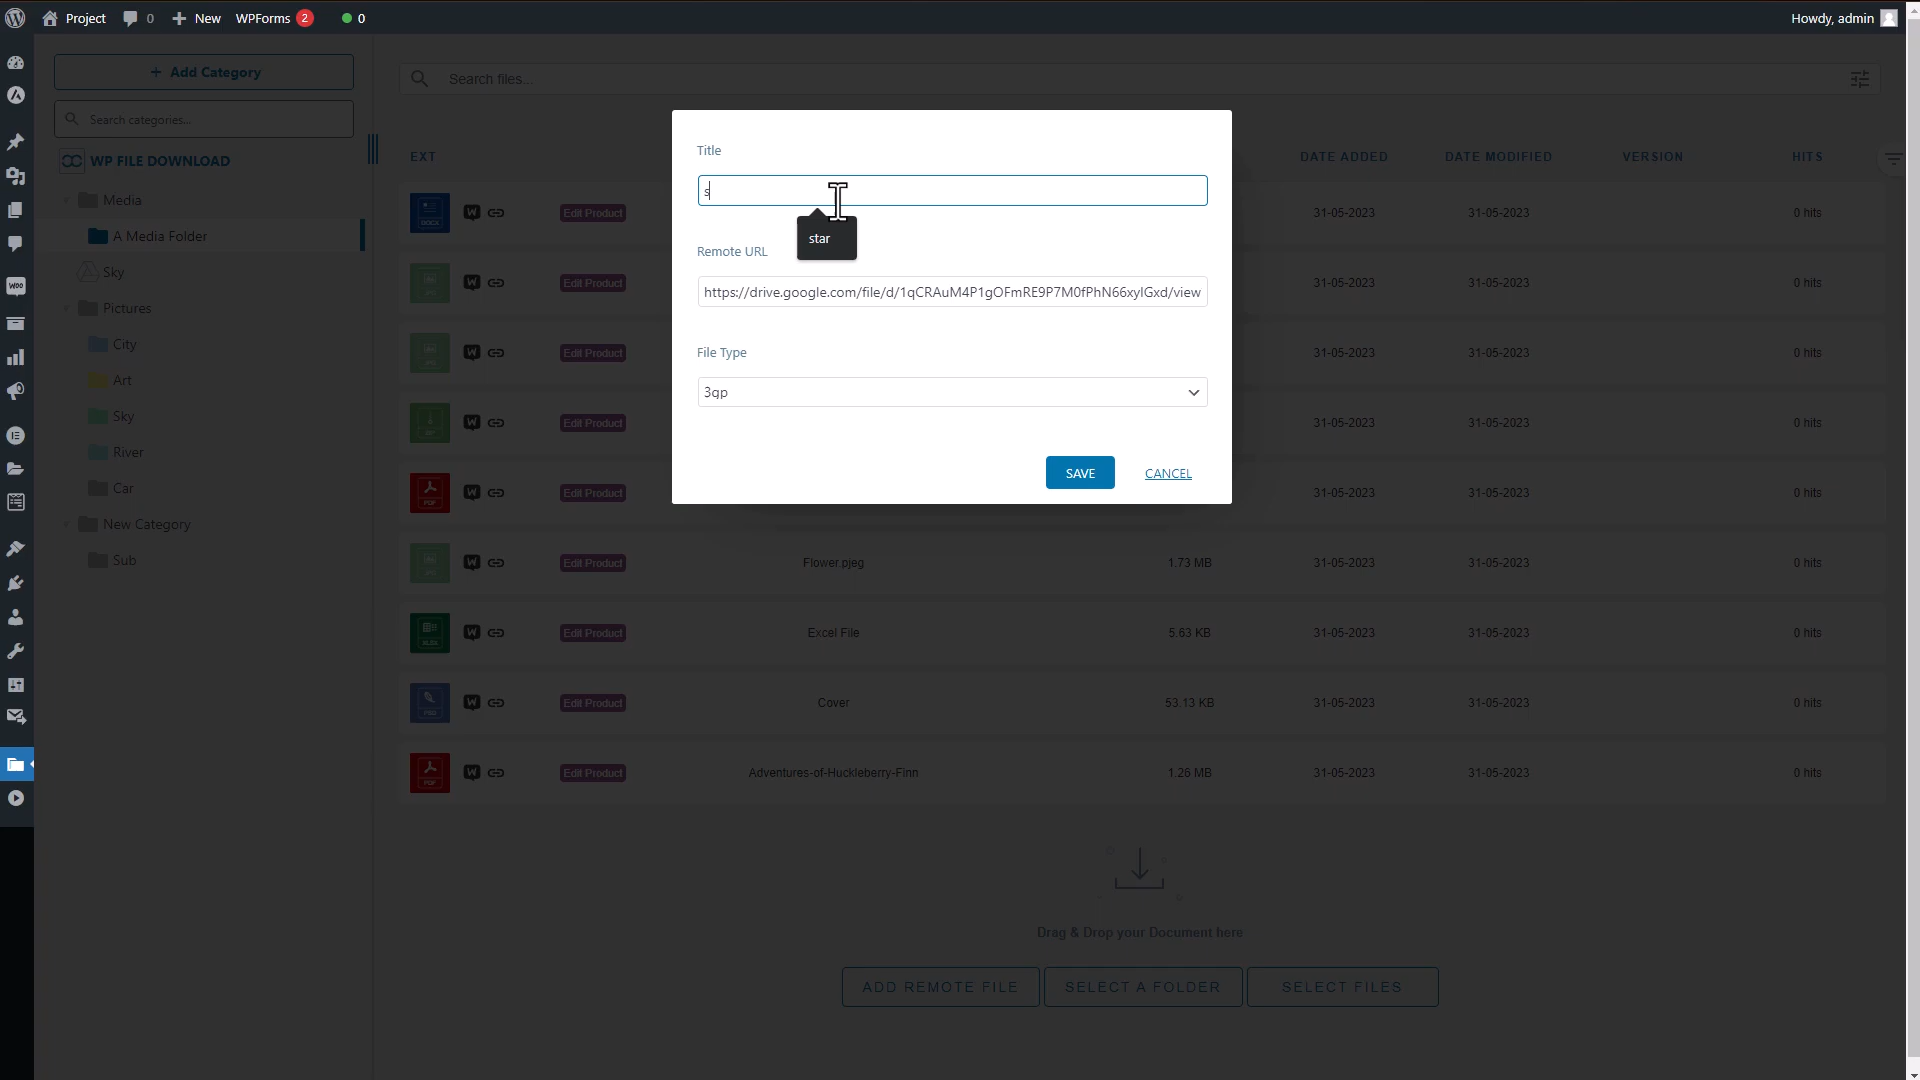 Project 0 New WPForms 2 0 Howdy, admin
Add Category
Search categories...
WP FILE DOWNLOAD
Media
A Media Folder
Sky
Pictures
City
Art
Sky
River
Car
New Category
Sub
Search files...
EXT DATE ADDED DATE MODIFIED VERSION HITS
Title
s
star
Remote URL
https://drive.google.com/file/d/1qCRAuM4P1gOFmRE9P7M0fPhN66xylGxd/view
File Type
3gp
SAVE CANCEL
DOCX W Edit Product 31-05-2023 31-05-2023 0 hits
W Edit Product 31-05-2023 31-05-2023 0 hits
W Edit Product 31-05-2023 31-05-2023 0 hits
W Edit Product 31-05-2023 31-05-2023 0 hits
PDF W Edit Product 31-05-2023 31-05-2023 0 hits
W Edit Product Flower.pjeg 1.73 MB 31-05-2023 31-05-2023 0 hits
XLSX W Edit Product Excel File 5.63 KB 31-05-2023 31-05-2023 0 hits
PSD W Edit Product Cover 53.13 KB 31-05-2023 31-05-2023 0 hits
PDF W Edit Product Adventures-of-Huckleberry-Finn 1.26 MB 31-05-2023 31-05-2023 0 hits
Drag & Drop your Document here
ADD REMOTE FILE SELECT A FOLDER SELECT FILES